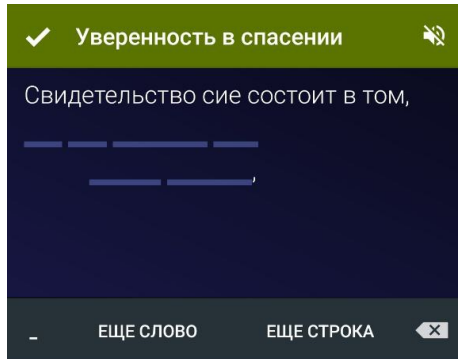 Уверенность в спасении
Свидетельство сие состоит в том,
,
_ ЕЩЕ СЛОВО ЕЩЕ СТРОКА